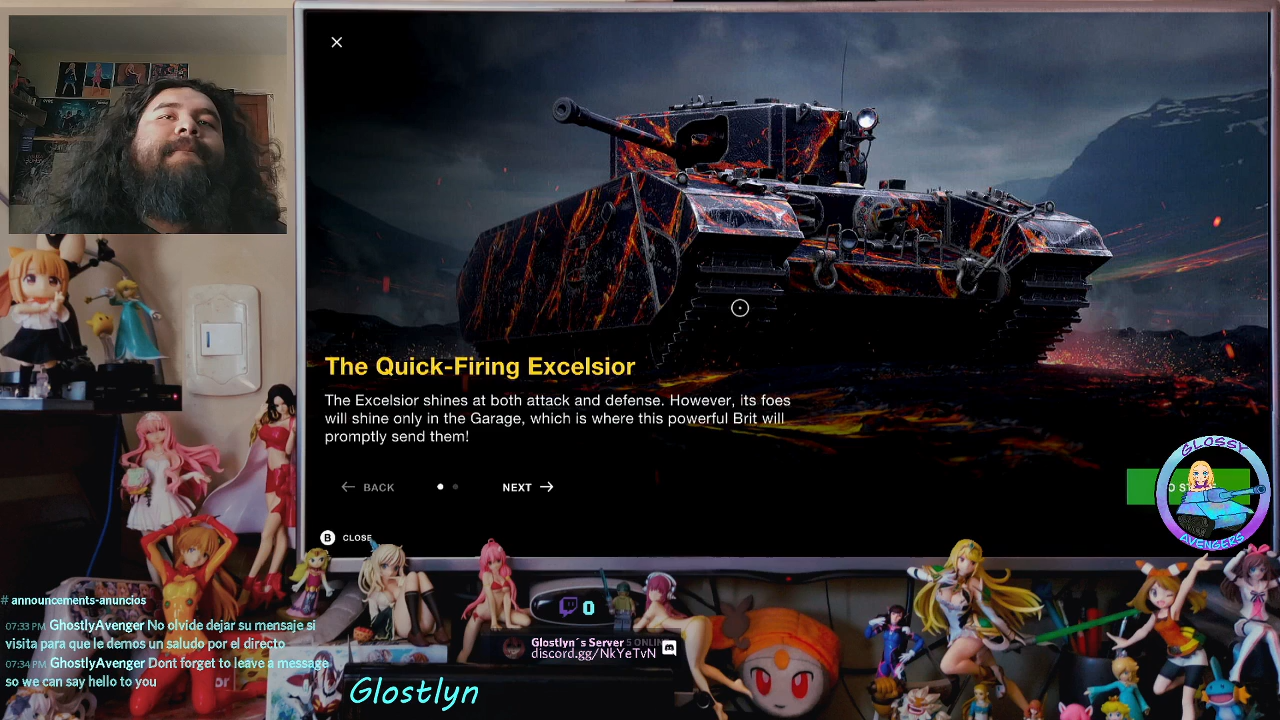 The Quick-Firing Excelsior
The Excelsior shines at both attack and defense. However, its foes
will shine only in the Garage, which is where this powerful Brit will
promptly send them!
BACK
NEXT
B CLOSE
GLOSSY
AVENGERS
# announcements-anuncios
07:33 PM GhostlyAvenger No olvide dejar su mensaje si
visita para que le demos un saludo por el directo
07:34 PM GhostlyAvenger Dont forget to leave a message
so we can say hello to you
0
Glostlyn´s Server 5 ONLINE
discord.gg/NkYeTvN
Glostlyn